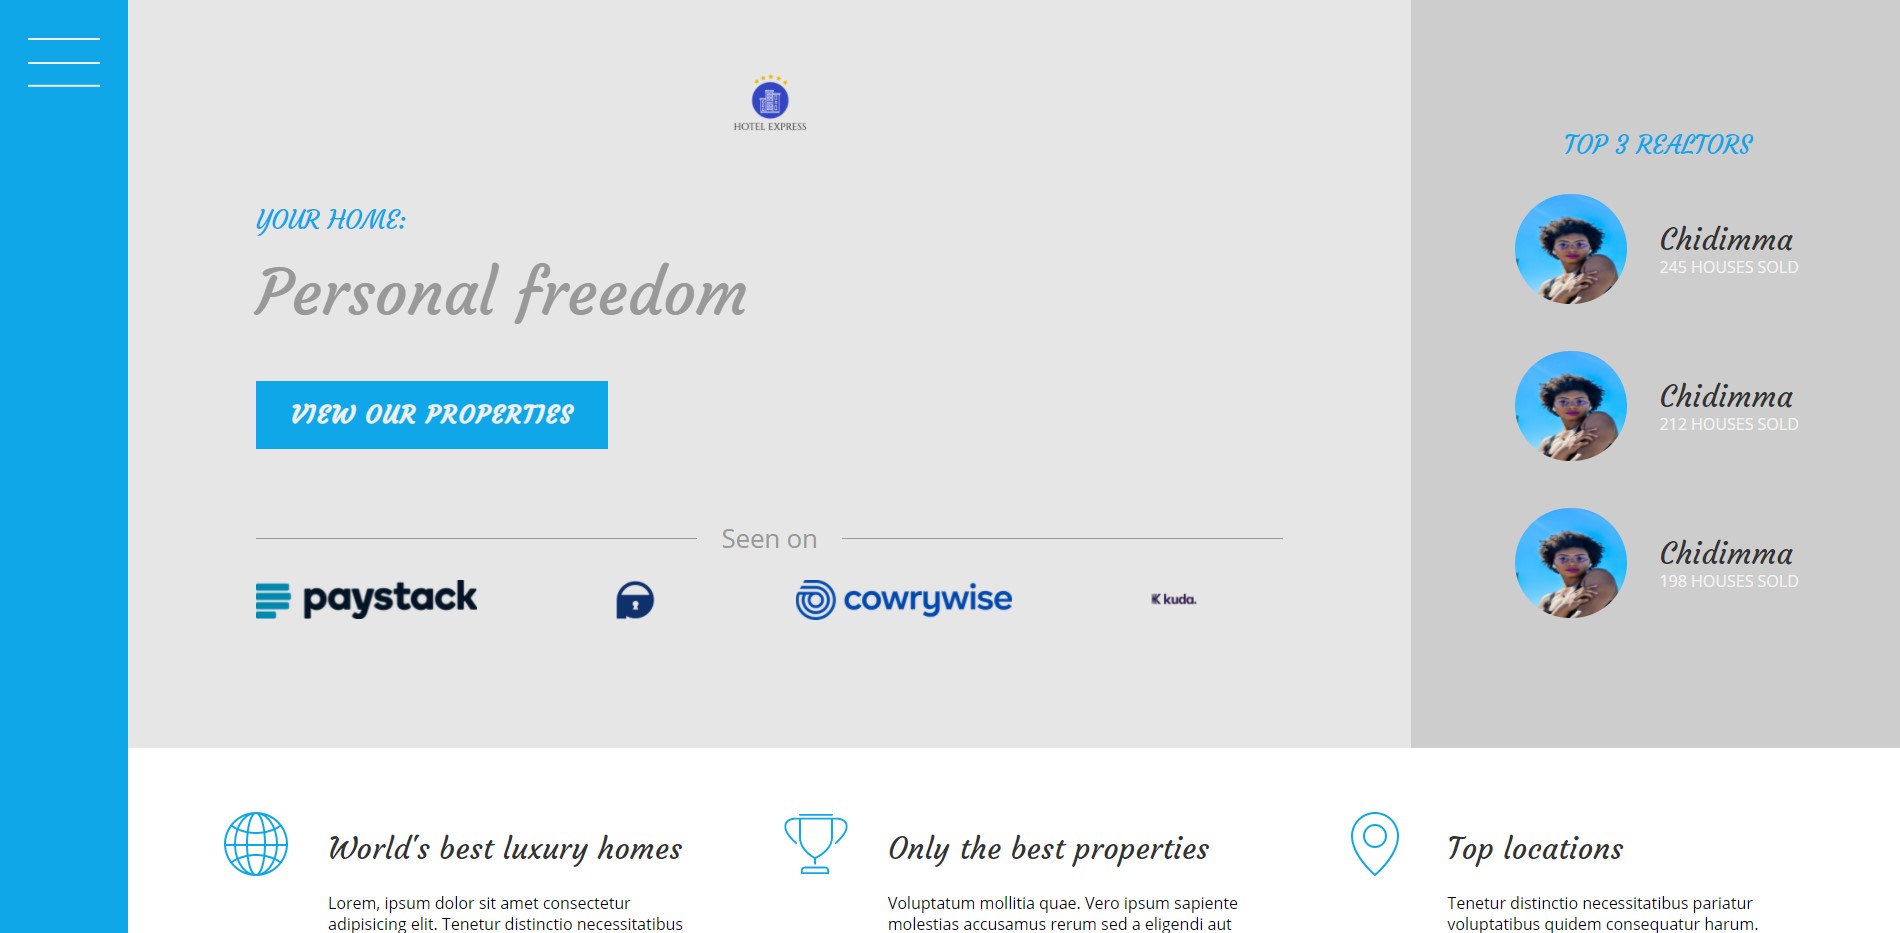 HOTEL EXPRESS
YOUR HOME:
Personal freedom
VIEW OUR PROPERTIES
Seen on
paystack
cowrywise
kuda.
TOP 3 REALTORS
Chidimma
245 HOUSES SOLD
Chidimma
212 HOUSES SOLD
Chidimma
198 HOUSES SOLD
World's best luxury homes
Lorem, ipsum dolor sit amet consectetur
adipisicing elit. Tenetur distinctio necessitatibus
Only the best properties
Voluptatum mollitia quae. Vero ipsum sapiente
molestias accusamus rerum sed a eligendi aut
Top locations
Tenetur distinctio necessitatibus pariatur
voluptatibus quidem consequatur harum.